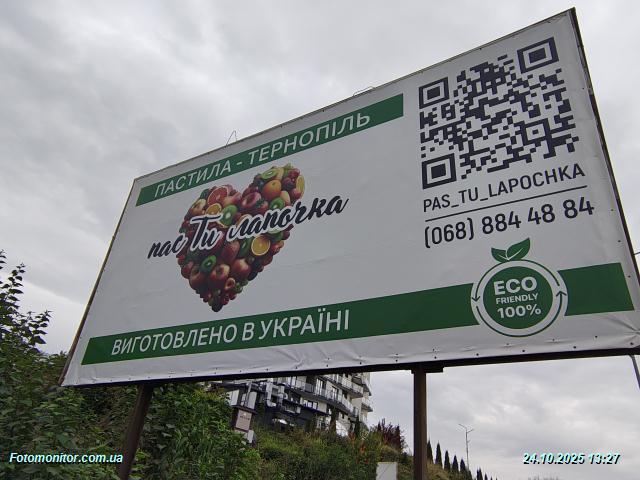 ПАСТИЛА - ТЕРНОПІЛЬ
пас Ти лапочка
PAS_TU_LAPOCHKA
(068) 884 48 84
ECO
FRIENDLY
100%
ВИГОТОВЛЕНО В УКРАЇНІ
Fotomonitor.com.ua
24.10.2025 13:27